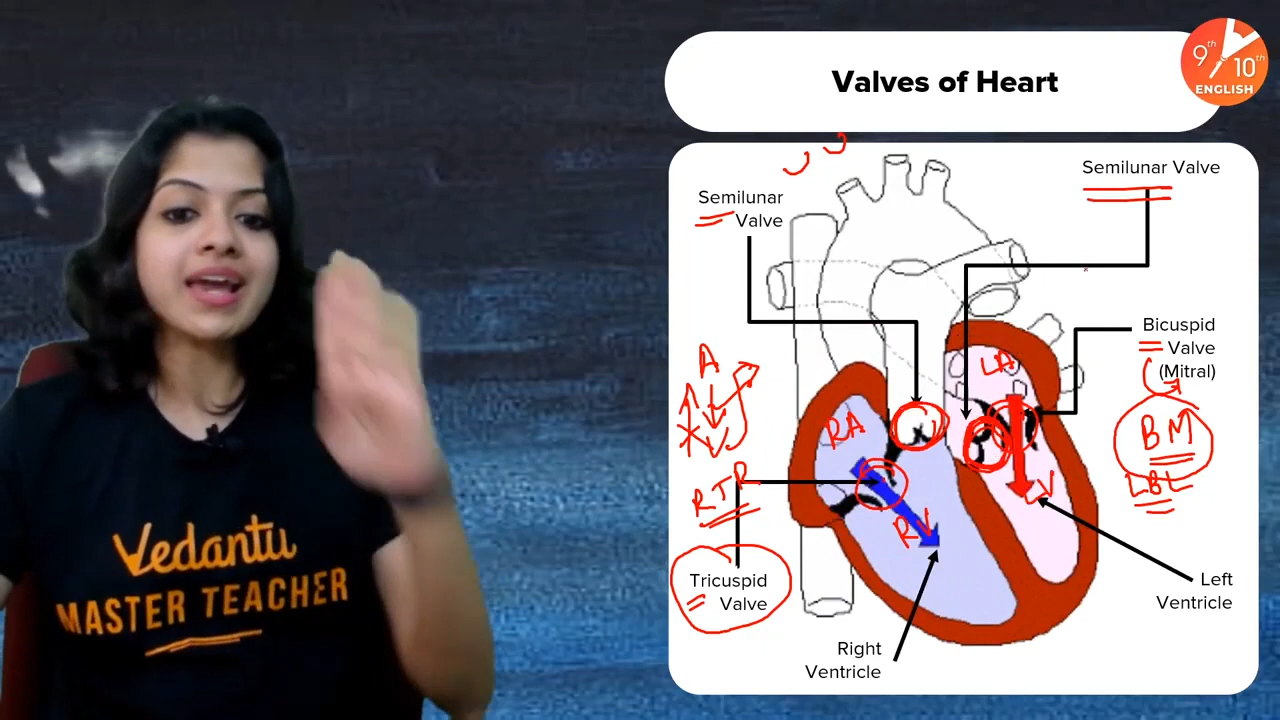 Valves of Heart
9th
10th
ENGLISH
Semilunar
Valve
Semilunar Valve
Bicuspid
Valve
(Mitral)
A
V
LA
RA
BM
LBL
RTR
LV
RV
Vedantu
MASTER TEACHER
Tricuspid
Valve
Left
Ventricle
Right
Ventricle